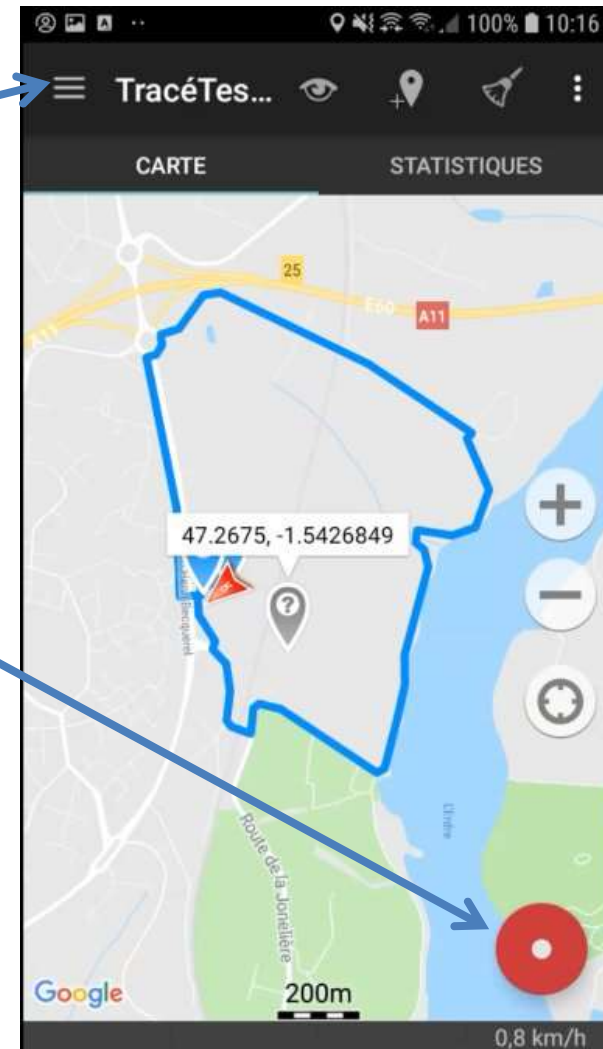 100% 10:16
TracéTes...
CARTE
STATISTIQUES
25
E60
A11
A11
47.2675, -1.5426849
?
Becquerel
L'Erdre
Route de la Jonelière
Google
200m
0,8 km/h